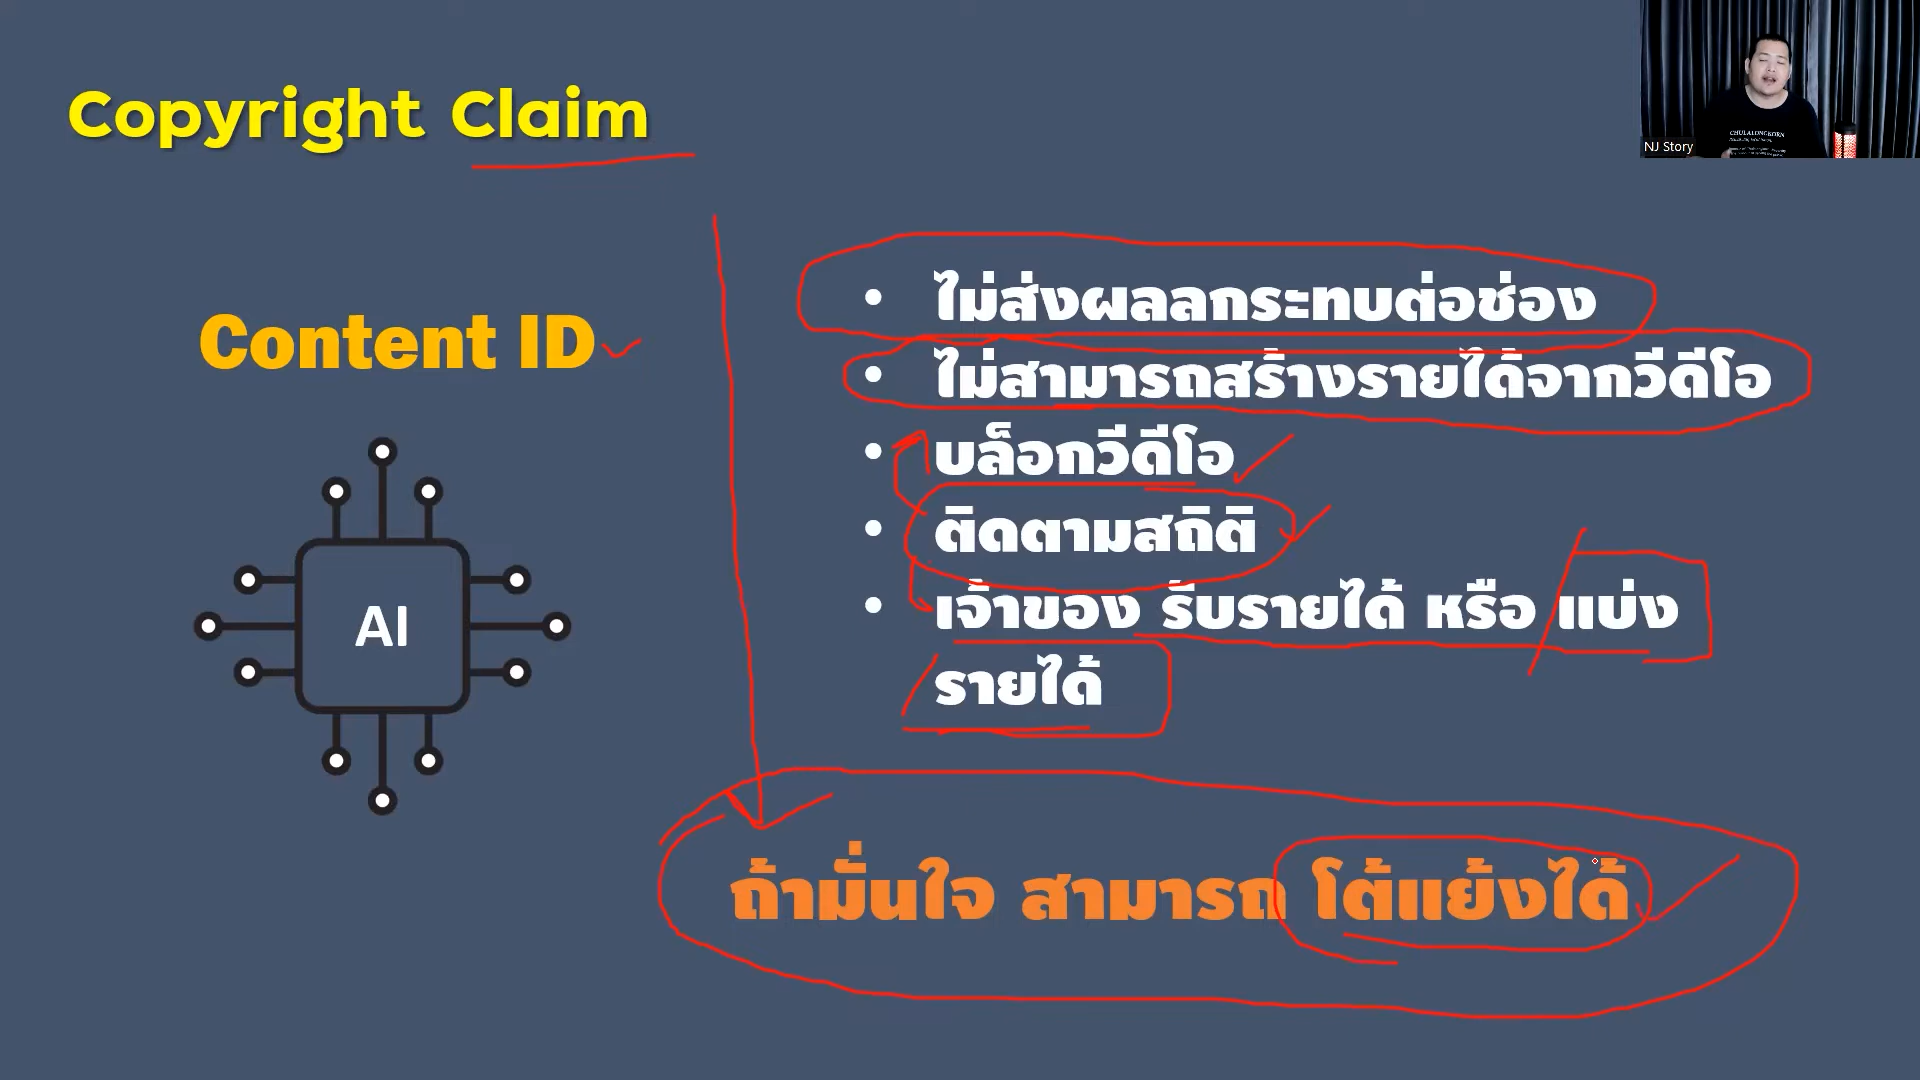 Copyright Claim
CHULALONGKORN
NJ Story
Content ID
AI
• ไม่ส่งผลลกระทบต่อช่อง
• ไม่สามารถสร้างรายได้จากวีดีโอ
• บล็อกวีดีโอ
• ติดตามสถิติ
• เจ้าของ รับรายได้ หรือ แบ่ง
รายได้
ถ้ามั่นใจ สามารถ โต้แย้งได้